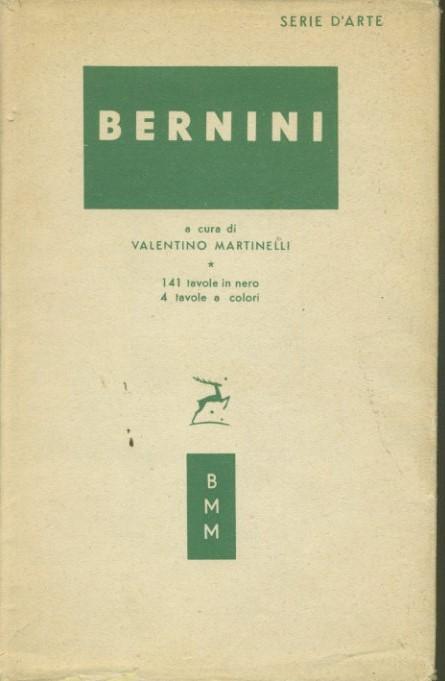 SERIE D'ARTE
BERNINI
a cura di
VALENTINO MARTINELLI
*
141 tavole in nero
4 tavole a colori
B
M
M